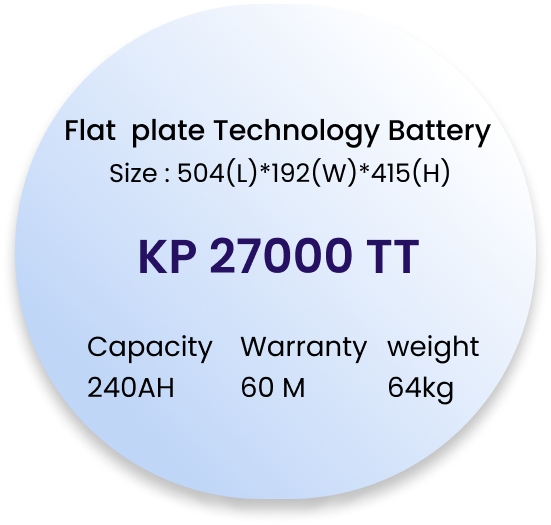 Flat plate Technology Battery
Size : 504(L)*192(W)*415(H)
KP 27000 TT
Capacity Warranty weight
240AH 60 M 64kg